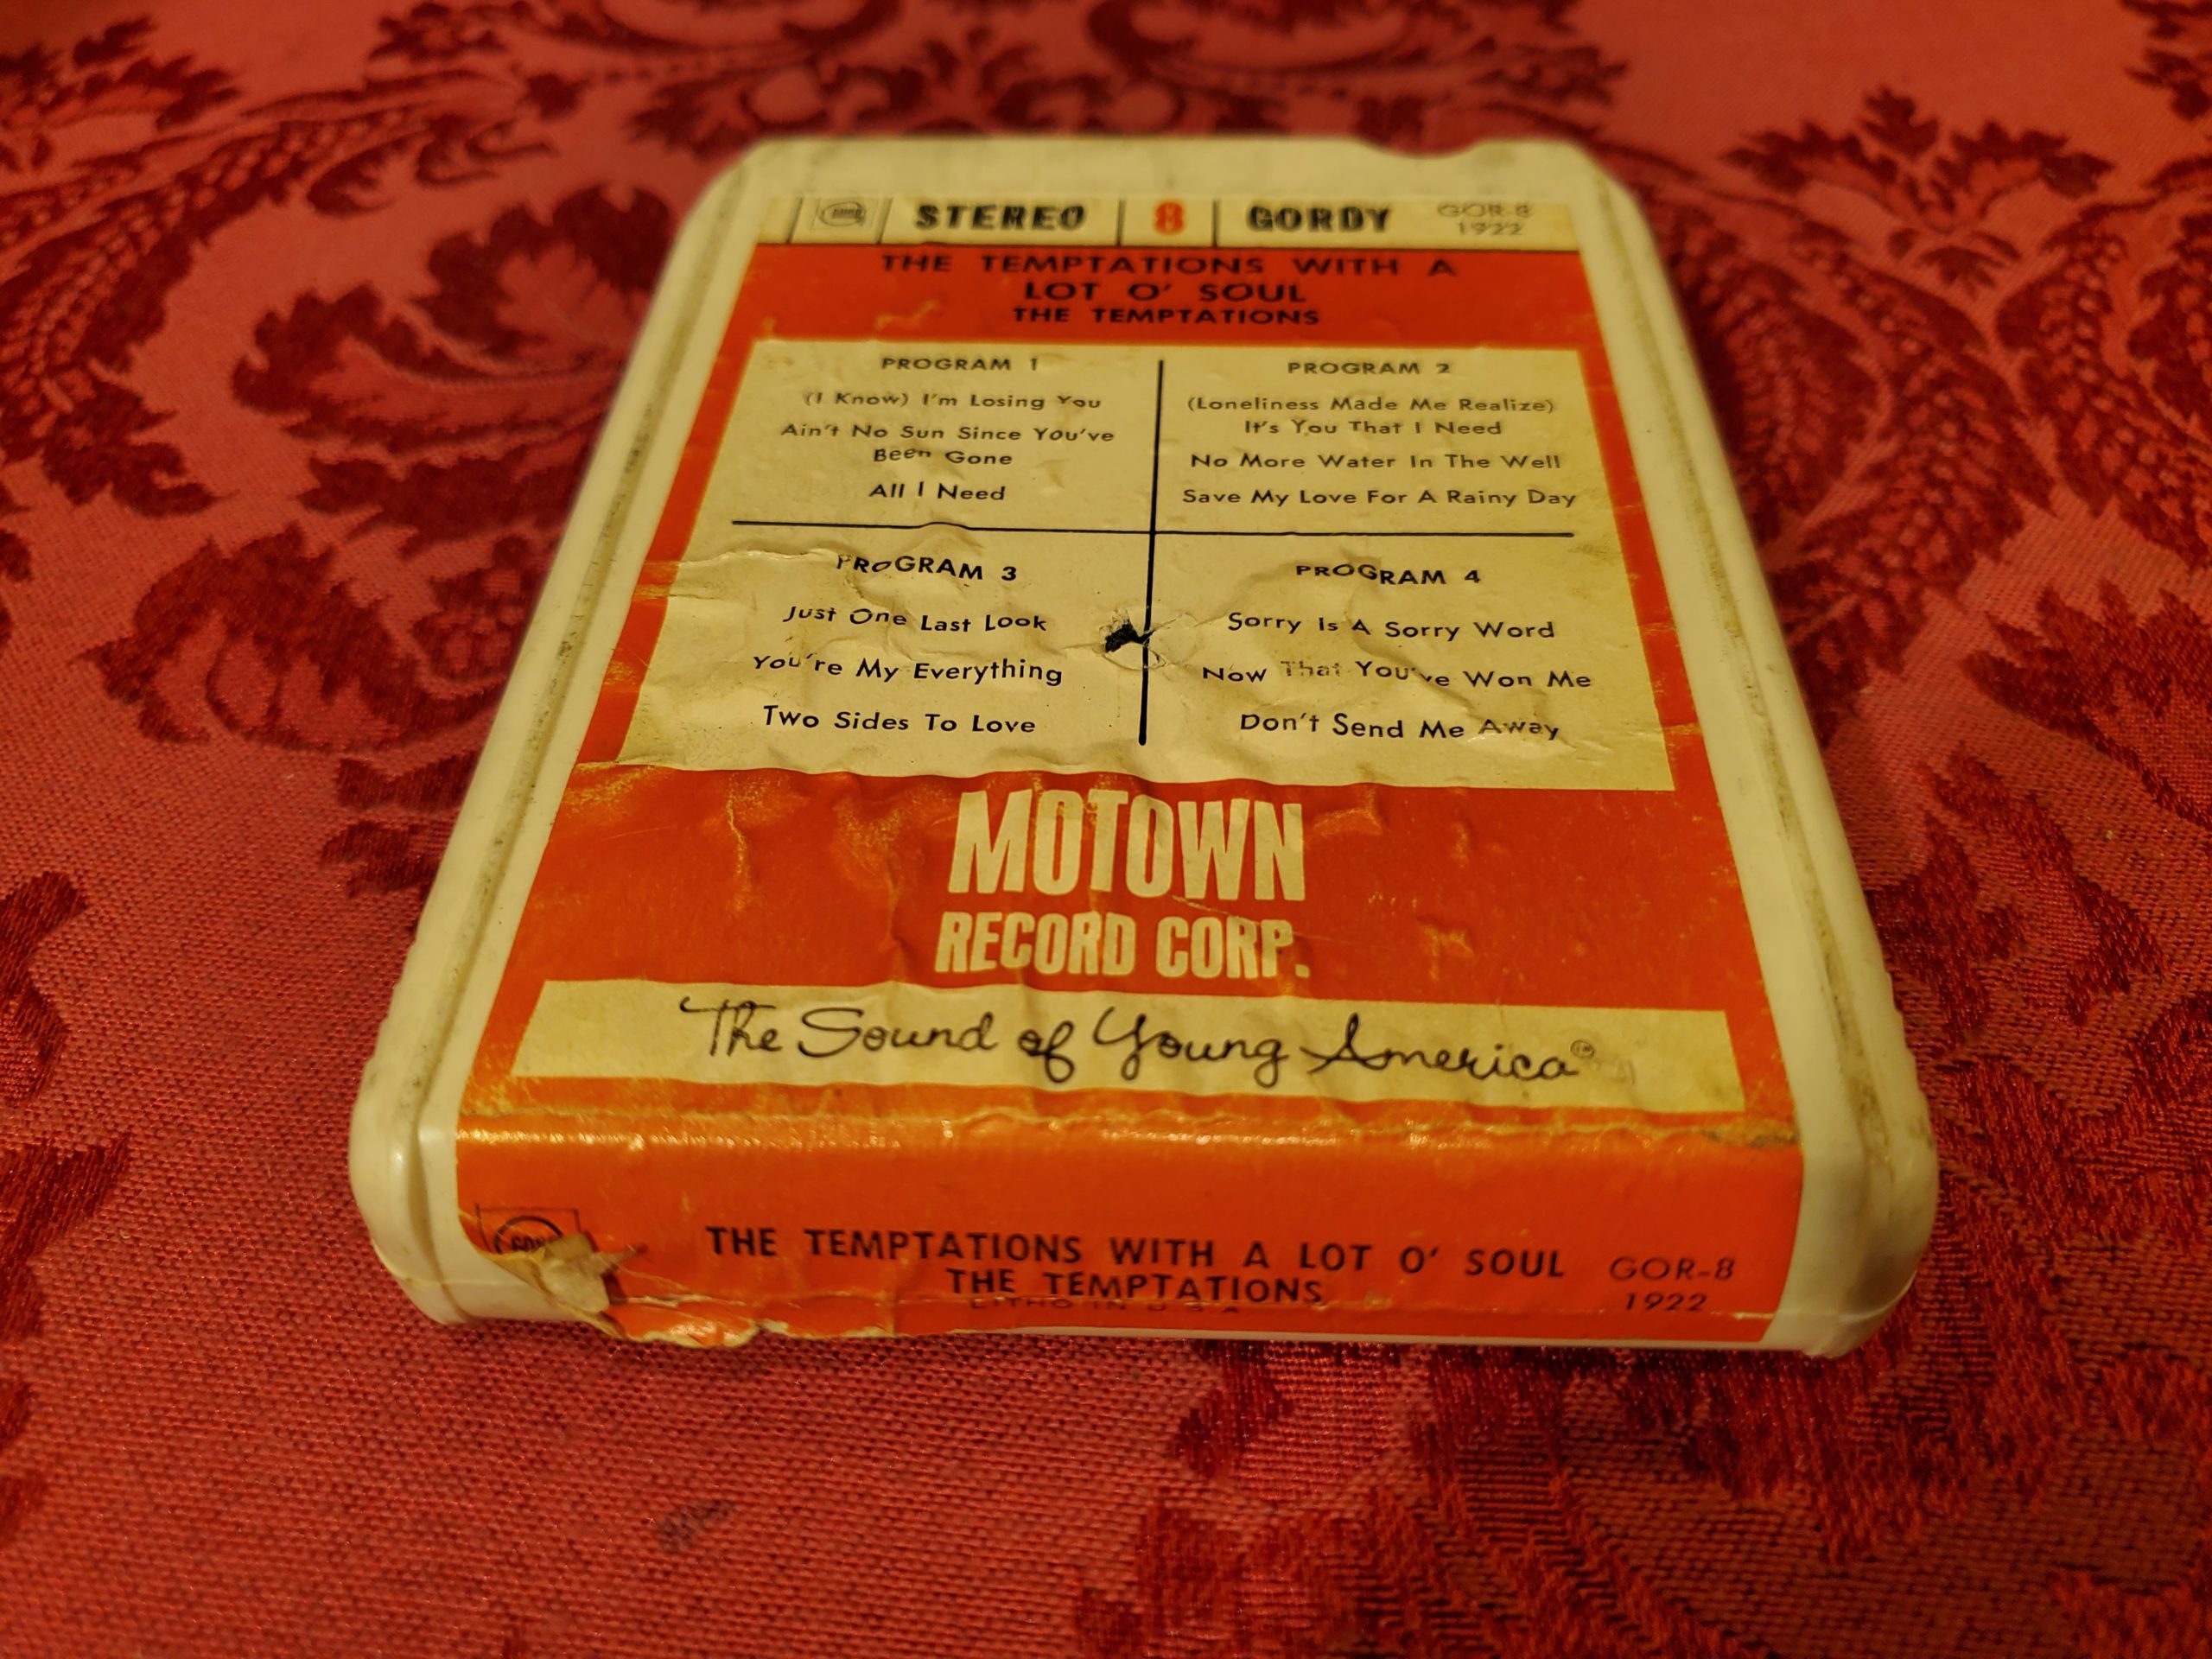 STEREO 8 GORDY GOR-8
1922
THE TEMPTATIONS WITH A
LOT O' SOUL
THE TEMPTATIONS
PROGRAM 1
(I Know) I'm Losing You
Ain't No Sun Since You've
Been Gone
All I Need
PROGRAM 2
(Loneliness Made Me Realize)
It's You That I Need
No More Water In The Well
Save My Love For A Rainy Day
PROGRAM 3
Just One Last Look
You're My Everything
Two Sides To Love
PROGRAM 4
Sorry Is A Sorry Word
Now That You've Won Me
Don't Send Me Away
MOTOWN
RECORD CORP.
The Sound of Young America
THE TEMPTATIONS WITH A LOT O' SOUL GOR-8
THE TEMPTATIONS 1922
LITHO IN U.S.A.